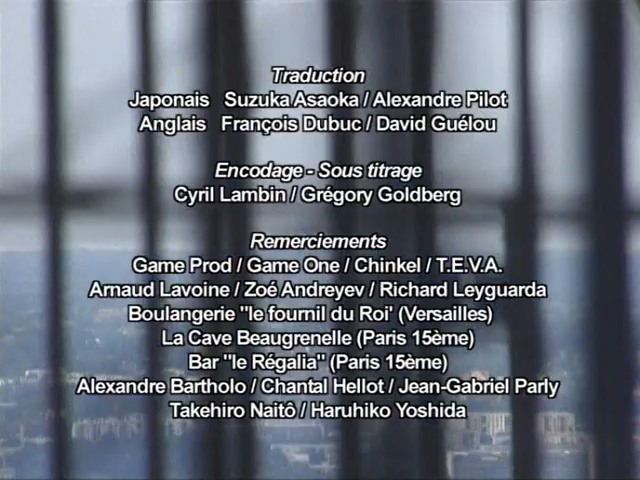 Traduction
Japonais Suzuka Asaoka / Alexandre Pilot
Anglais François Dubuc / David Guélou
Encodage - Sous titrage
Cyril Lambin / Grégory Goldberg
Remerciements
Game Prod / Game One / Chinkel / T.E.V.A.
Arnaud Lavoine / Zoé Andreyev / Richard Leyguarda
Boulangerie "le fournil du Roi' (Versailles)
La Cave Beaugrenelle (Paris 15ème)
Bar "le Régalia" (Paris 15ème)
Alexandre Bartholo / Chantal Hellot / Jean-Gabriel Parly
Takehiro Naitô / Haruhiko Yoshida